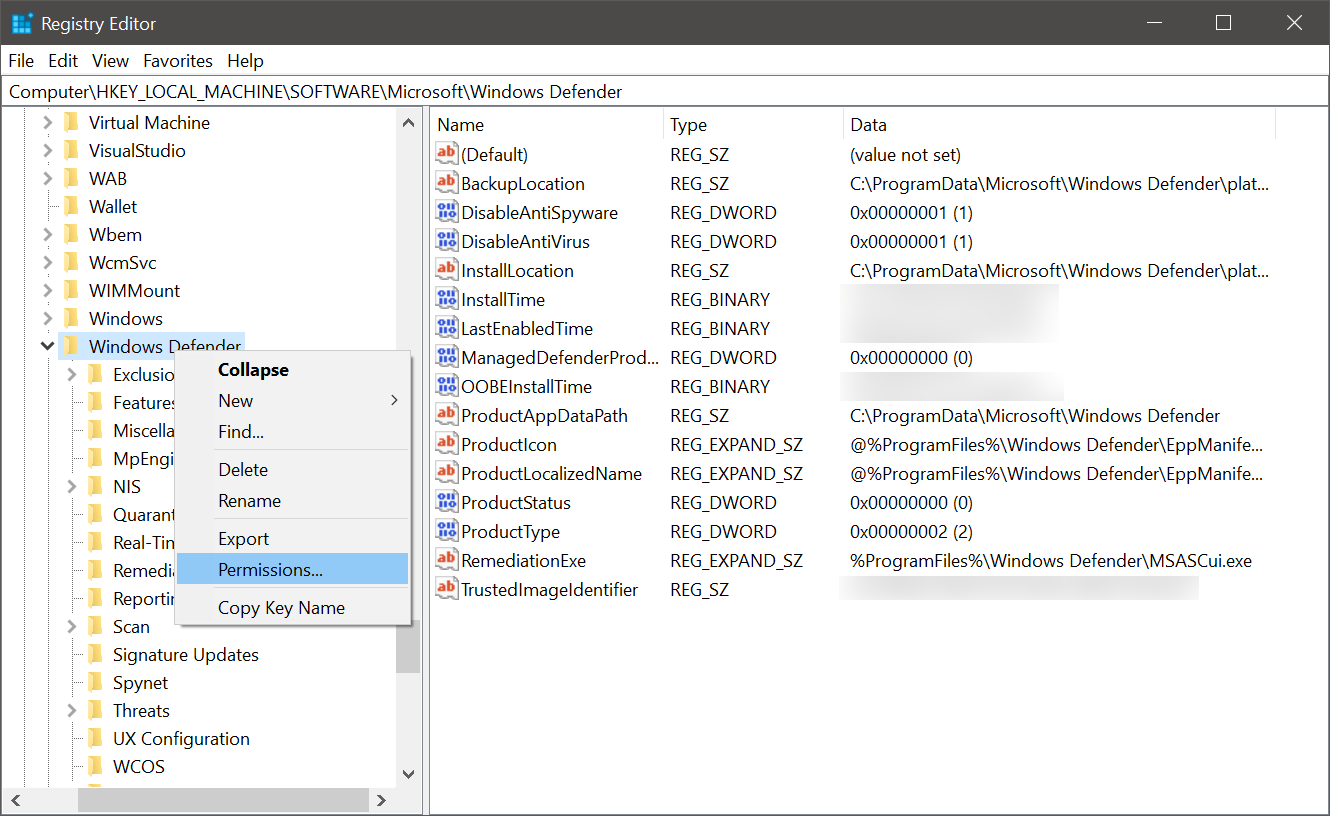 Registry Editor
File Edit View Favorites Help
Computer\HKEY_LOCAL_MACHINE\SOFTWARE\Microsoft\Windows Defender
Virtual Machine
VisualStudio
WAB
Wallet
Wbem
WcmSvc
WIMMount
Windows
Windows Defender
Exclusio
Features
Miscella
MpEngi
NIS
Quarant
Real-Tim
Remedia
Reportin
Scan
Signature Updates
Spynet
Threats
UX Configuration
WCOS
Collapse
New
Find...
Delete
Rename
Export
Permissions...
Copy Key Name
Name Type Data
(Default) REG_SZ (value not set)
BackupLocation REG_SZ C:\ProgramData\Microsoft\Windows Defender\plat...
DisableAntiSpyware REG_DWORD 0x00000001 (1)
DisableAntiVirus REG_DWORD 0x00000001 (1)
InstallLocation REG_SZ C:\ProgramData\Microsoft\Windows Defender\plat...
InstallTime REG_BINARY
LastEnabledTime REG_BINARY
ManagedDefenderProd... REG_DWORD 0x00000000 (0)
OOBEInstallTime REG_BINARY
ProductAppDataPath REG_SZ C:\ProgramData\Microsoft\Windows Defender
ProductIcon REG_EXPAND_SZ @%ProgramFiles%\Windows Defender\EppManife...
ProductLocalizedName REG_EXPAND_SZ @%ProgramFiles%\Windows Defender\EppManife...
ProductStatus REG_DWORD 0x00000000 (0)
ProductType REG_DWORD 0x00000002 (2)
RemediationExe REG_EXPAND_SZ %ProgramFiles%\Windows Defender\MSASCui.exe
TrustedImageIdentifier REG_SZ